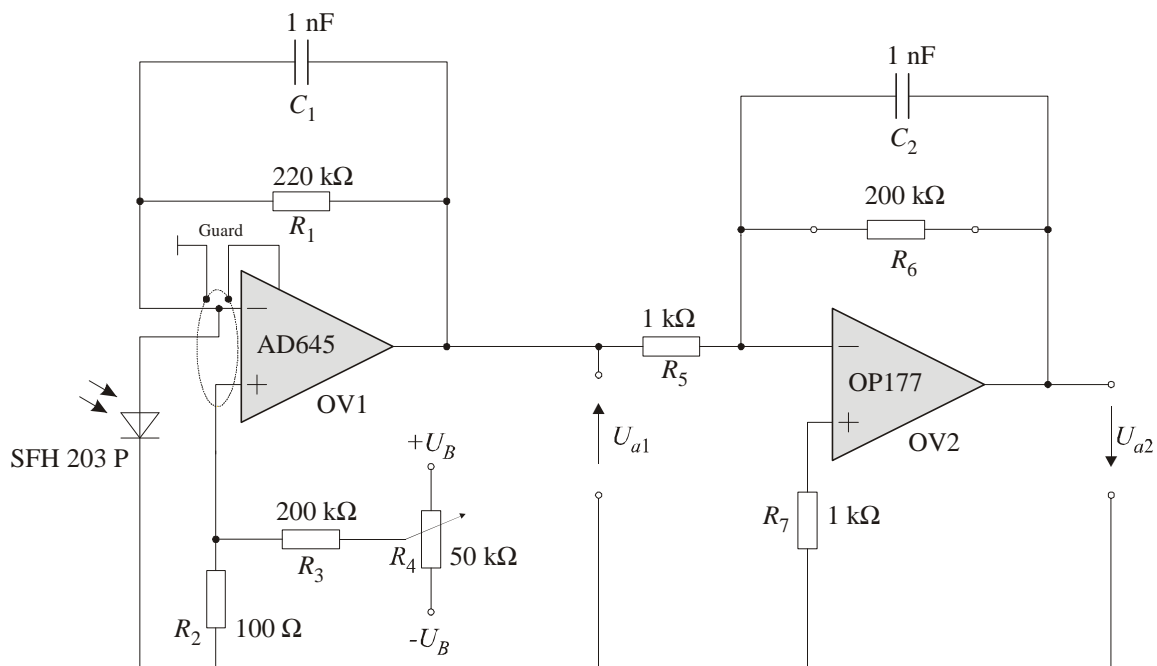 1 nF
C1
220 kΩ
R1
Guard
−
AD645
+
OV1
SFH 203 P
+UB
200 kΩ
R3
R4
50 kΩ
-UB
R2
100 Ω
Ua1
1 nF
C2
200 kΩ
R6
1 kΩ
R5
−
OP177
+
OV2
R7
1 kΩ
Ua2